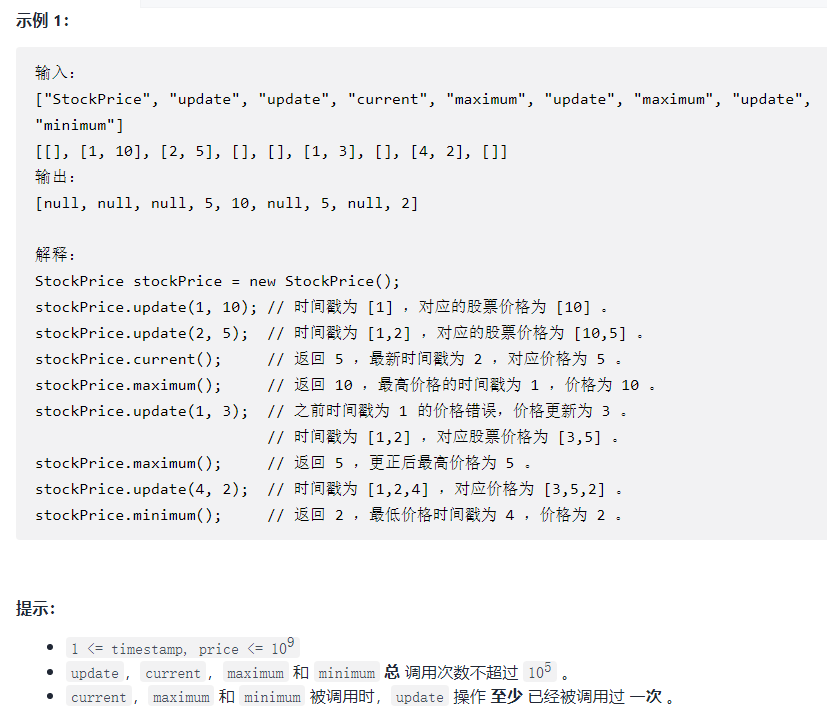 示例 1：
输入：
["StockPrice", "update", "update", "current", "maximum", "update", "maximum", "update",
"minimum"]
[[], [1, 10], [2, 5], [], [], [1, 3], [], [4, 2], []]
输出：
[null, null, null, 5, 10, null, 5, null, 2]
解释：
StockPrice stockPrice = new StockPrice();
stockPrice.update(1, 10); // 时间戳为 [1] ，对应的股票价格为 [10] 。
stockPrice.update(2, 5);  // 时间戳为 [1,2] ，对应的股票价格为 [10,5] 。
stockPrice.current();     // 返回 5 ，最新时间戳为 2 ，对应价格为 5 。
stockPrice.maximum();     // 返回 10 ，最高价格的时间戳为 1 ，价格为 10 。
stockPrice.update(1, 3);  // 之前时间戳为 1 的价格错误，价格更新为 3 。
// 时间戳为 [1,2] ，对应股票价格为 [3,5] 。
stockPrice.maximum();     // 返回 5 ，更正后最高价格为 5 。
stockPrice.update(4, 2);  // 时间戳为 [1,2,4] ，对应价格为 [3,5,2] 。
stockPrice.minimum();     // 返回 2 ，最低价格时间戳为 4 ，价格为 2 。
提示：
• 1 <= timestamp, price <= 10⁹
• update， current， maximum 和 minimum 总 调用次数不超过 10⁵ 。
• current， maximum 和 minimum 被调用时， update 操作 至少 已经被调用过 一次 。